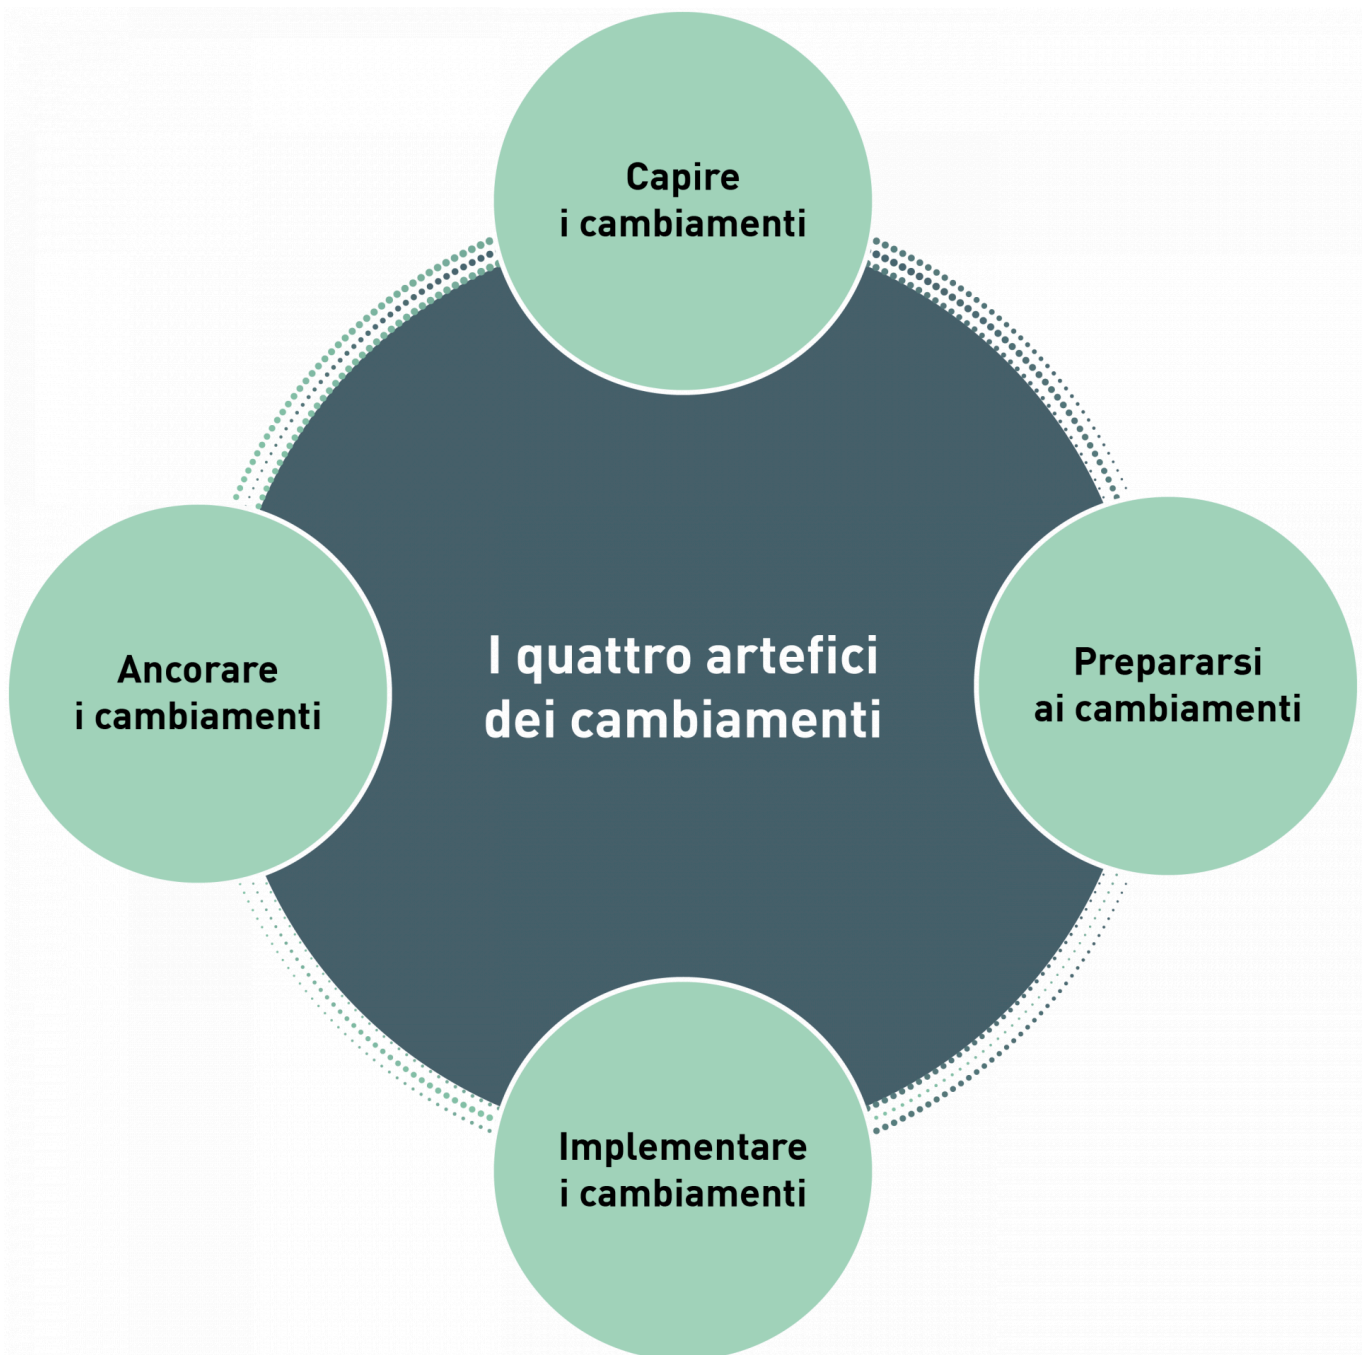 Capire
i cambiamenti
I quattro artefici
dei cambiamenti
Prepararsi
ai cambiamenti
Implementare
i cambiamenti
Ancorare
i cambiamenti